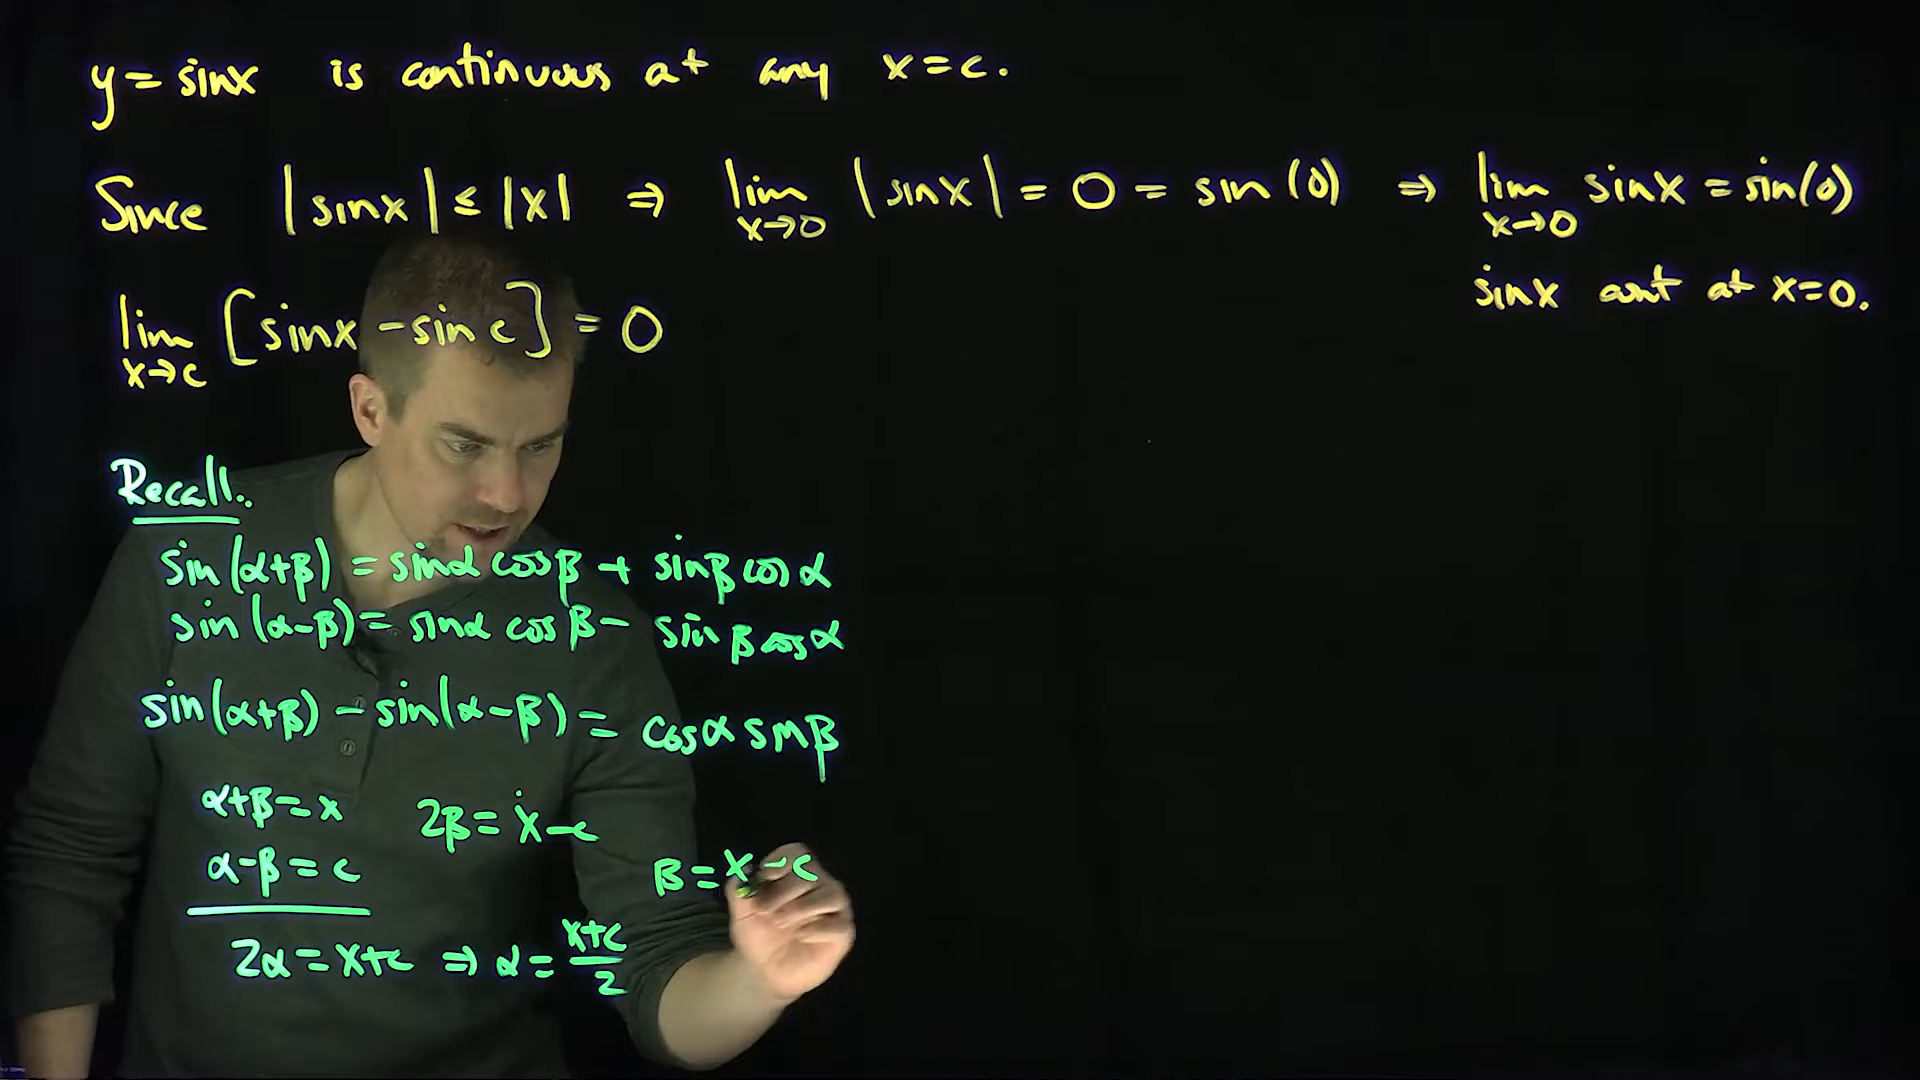 y = sinx is continuous at any x = c.
Since |sinx| ≤ |x| ⇒ lim x→0 |sinx| = 0 = sin(0) ⇒ lim x→0 sinx = sin(0)
sinx cont at x=0.
lim x→c [sinx - sin c] = 0
Recall..
sin(α+β) = sinα cosβ + sinβ cosα
sin(α-β) = sinα cosβ - sinβ cosα
sin(α+β) - sin(α-β) = cosα sinβ
α+β = x 2β = x - c
α-β = c β = x - c
2α = x+c ⇒ α = x+c/2